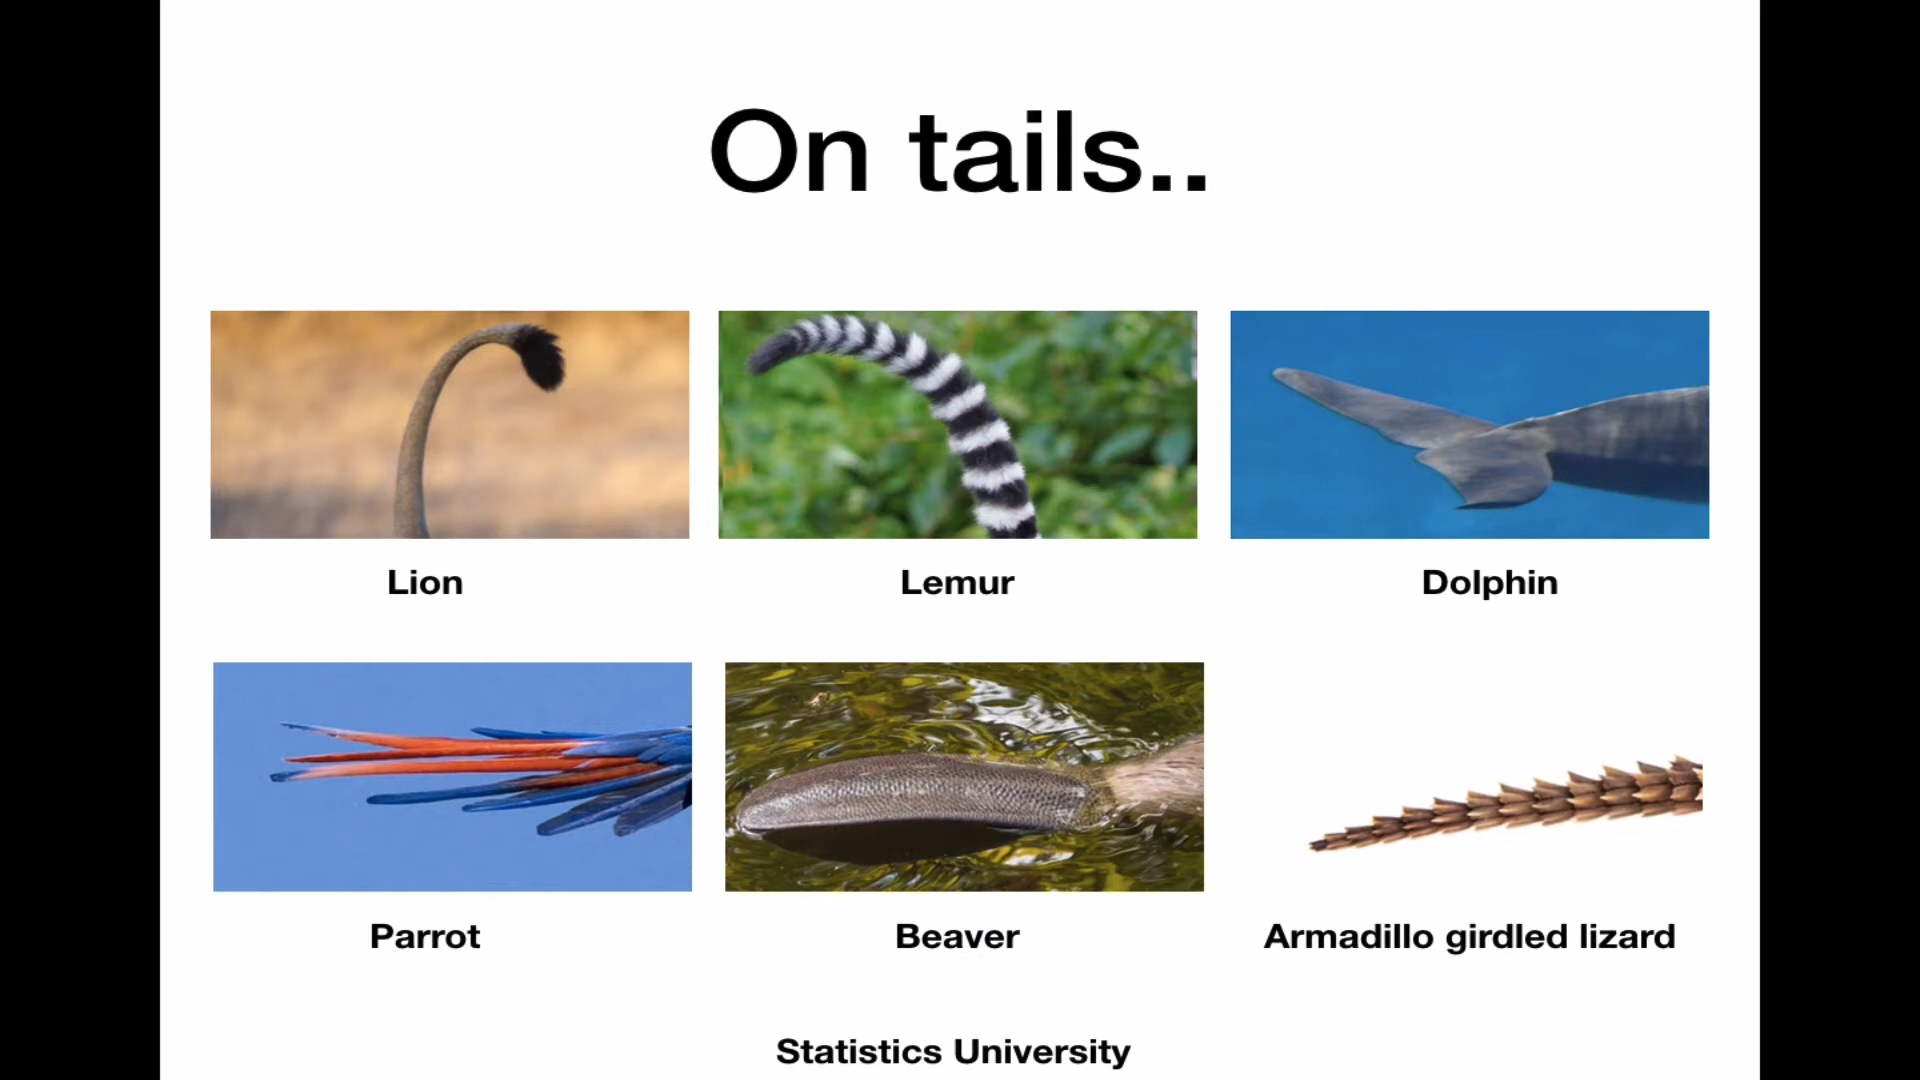 On tails..
Lion
Lemur
Dolphin
Parrot
Beaver
Armadillo girdled lizard
Statistics University